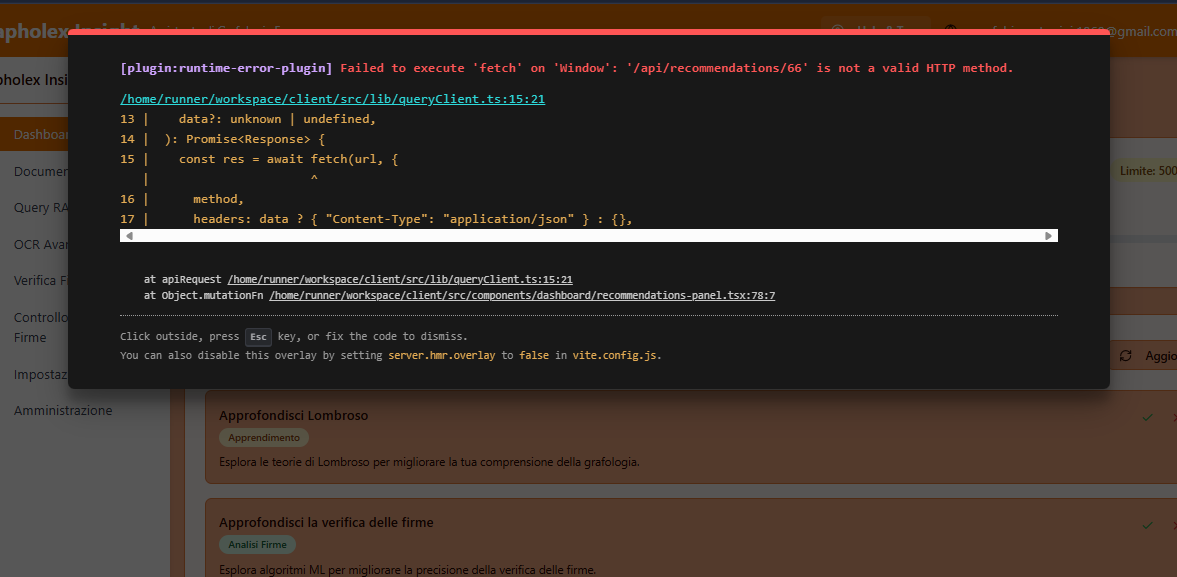 [plugin:runtime-error-plugin] Failed to execute 'fetch' on 'Window': '/api/recommendations/66' is not a valid HTTP method.
/home/runner/workspace/client/src/lib/queryClient.ts:15:21
13 |    data?: unknown | undefined,
14 |  ): Promise<Response> {
15 |    const res = await fetch(url, {
   |                      ^
16 |      method,
17 |      headers: data ? { "Content-Type": "application/json" } : {},
at apiRequest /home/runner/workspace/client/src/lib/queryClient.ts:15:21
at Object.mutationFn /home/runner/workspace/client/src/components/dashboard/recommendations-panel.tsx:78:7
Click outside, press Esc key, or fix the code to dismiss.
You can also disable this overlay by setting server.hmr.overlay to false in vite.config.js.
pholex Insi
Dashboa
Documen
Query RA
OCR Avan
Verifica F
Controllo
Firme
Impostaz
Amministrazione
@gmail.com
Limite: 500
Aggio
Approfondisci Lombroso
Apprendimento
Esplora le teorie di Lombroso per migliorare la tua comprensione della grafologia.
Approfondisci la verifica delle firme
Analisi Firme
Esplora algoritmi ML per migliorare la precisione della verifica delle firme.